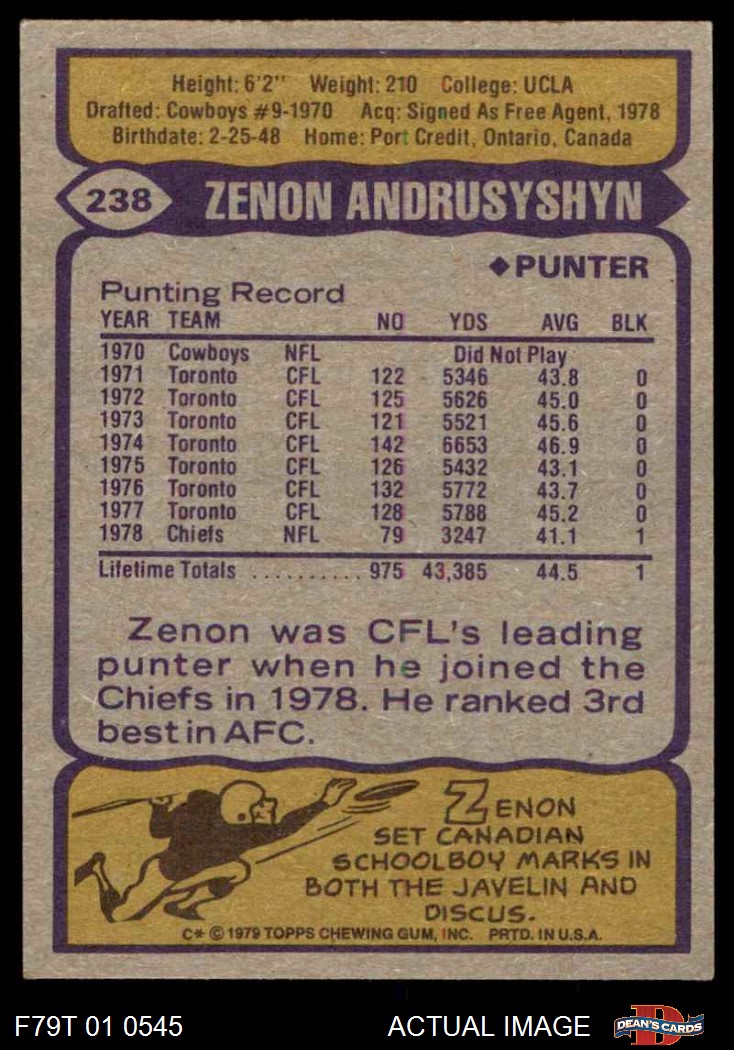 Height: 6'2" Weight: 210 College: UCLA
Drafted: Cowboys #9-1970 Acq: Signed As Free Agent, 1978
Birthdate: 2-25-48 Home: Port Credit, Ontario, Canada
238 ZENON ANDRUSYSHYN
◆PUNTER
Punting Record
YEAR TEAM NO YDS AVG BLK
1970 Cowboys NFL Did Not Play
1971 Toronto CFL 122 5346 43.8 0
1972 Toronto CFL 125 5626 45.0 0
1973 Toronto CFL 121 5521 45.6 0
1974 Toronto CFL 142 6653 46.9 0
1975 Toronto CFL 126 5432 43.1 0
1976 Toronto CFL 132 5772 43.7 0
1977 Toronto CFL 128 5788 45.2 0
1978 Chiefs NFL 79 3247 41.1 1
Lifetime Totals .......... 975 43,385 44.5 1
Zenon was CFL's leading
punter when he joined the
Chiefs in 1978. He ranked 3rd
best in AFC.
ZENON
SET CANADIAN
SCHOOLBOY MARKS IN
BOTH THE JAVELIN AND
DISCUS.
C* © 1979 TOPPS CHEWING GUM, INC. PRTD. IN U.S.A.
F79T 01 0545 ACTUAL IMAGE D DEAN'S CARDS